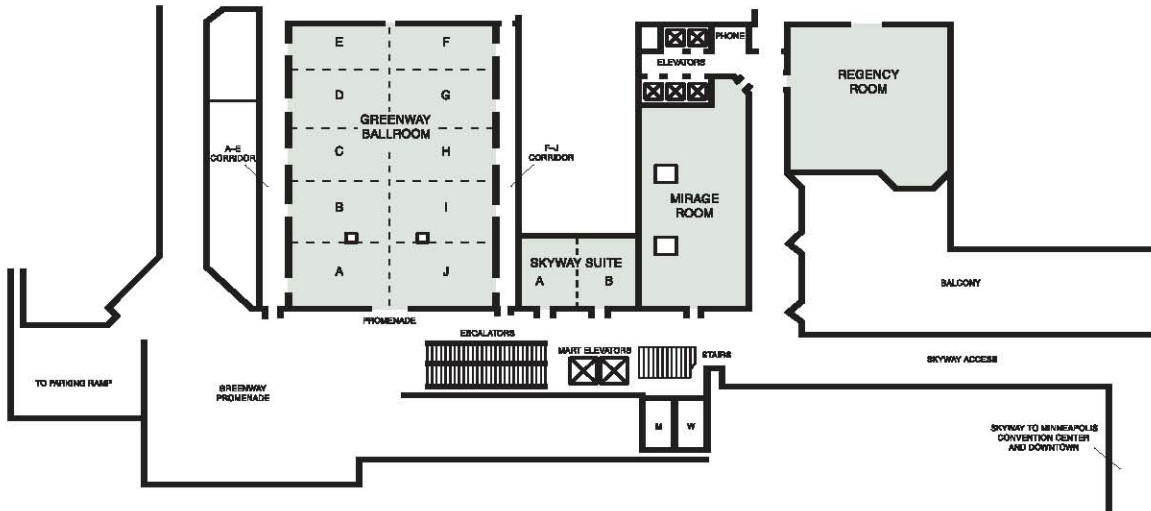 E
F
PHONE
ELEVATORS
REGENCY
ROOM
D
G
GREENWAY
BALLROOM
A–E
CORRIDOR
C
H
F–J
CORRIDOR
MIRAGE
ROOM
B
I
SKYWAY SUITE
A
B
A
J
BALCONY
PROMENADE
ESCALATORS
MART ELEVATORS
STAIRS
SKYWAY ACCESS
TO PARKING RAMP
GREENWAY
PROMENADE
M
W
SKYWAY TO MINNEAPOLIS
CONVENTION CENTER
AND DOWNTOWN